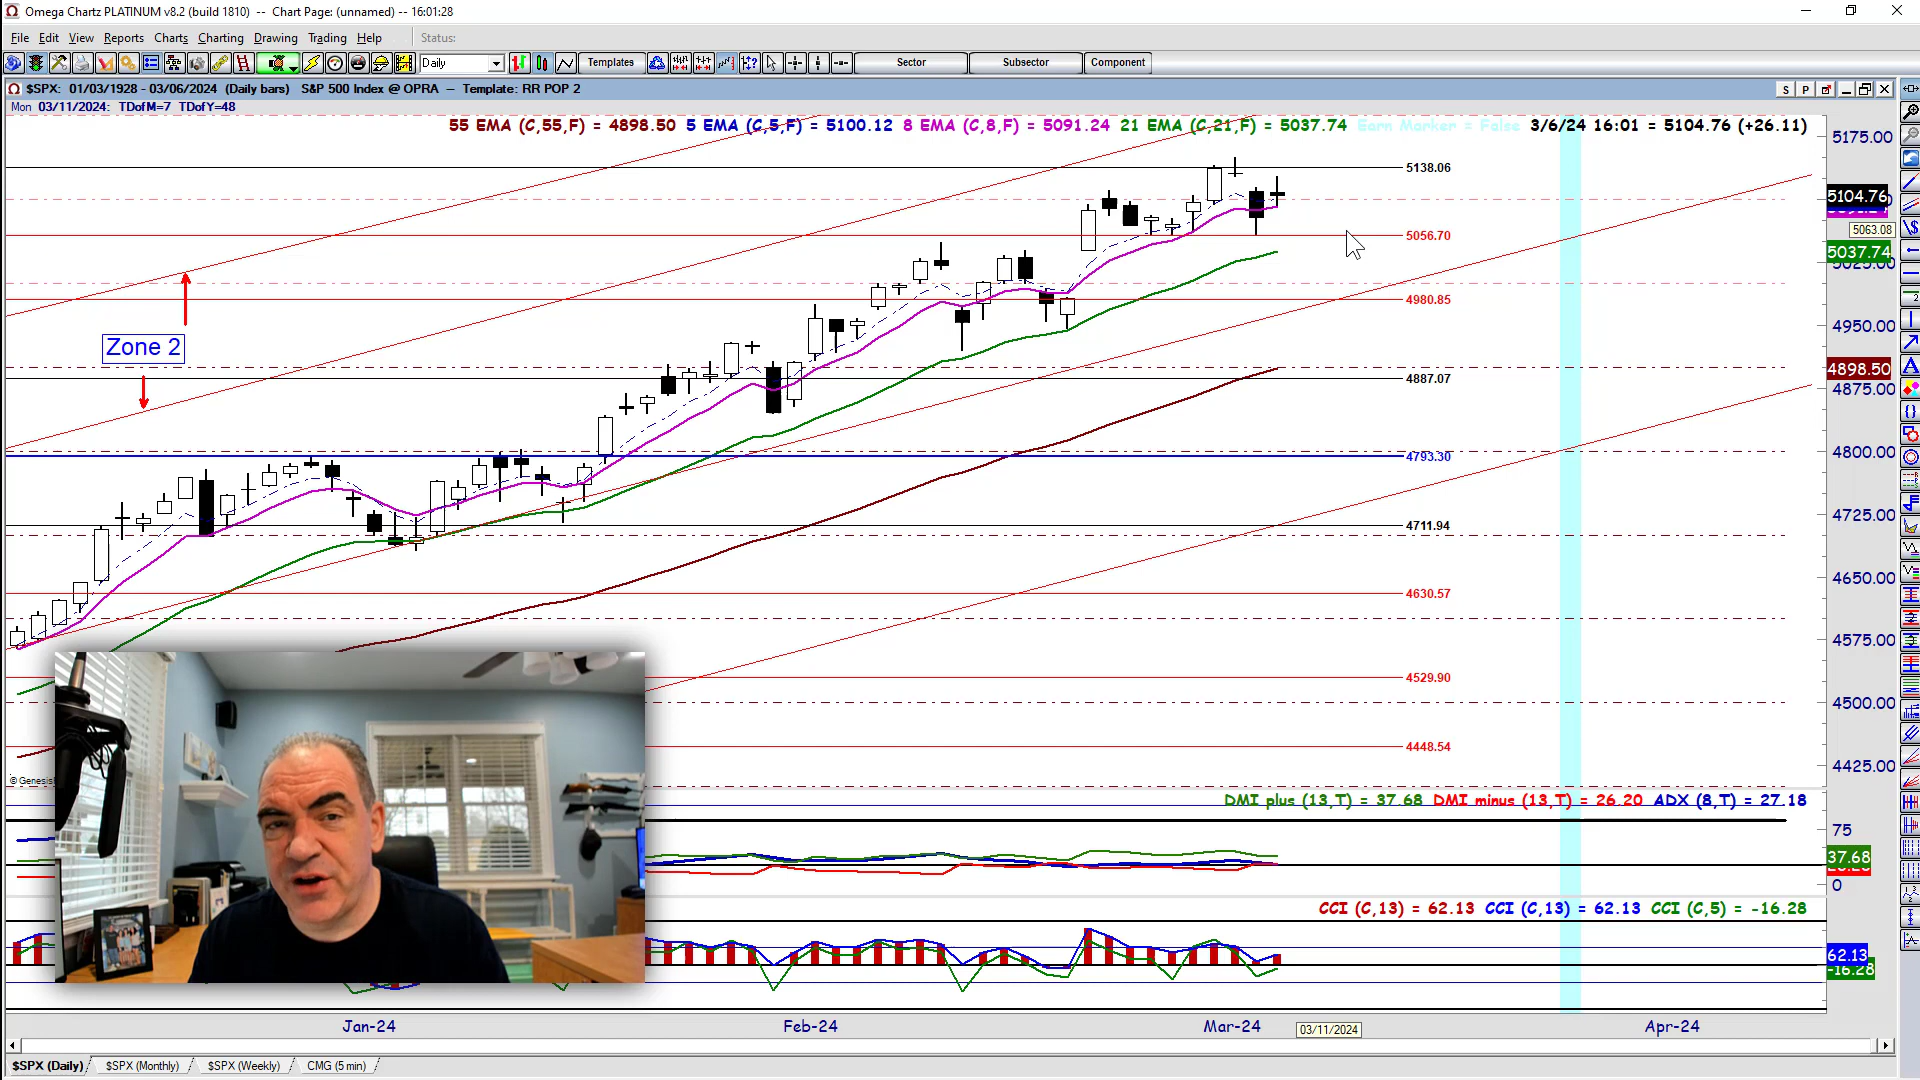 Omega Chartz PLATINUM v8.2 (build 1810) -- Chart Page: (unnamed) -- 16:01:28
File Edit View Reports Charts Charting Drawing Trading Help Status:
Daily Templates Sector Subsector Component
$SPX: 01/03/1928 - 03/06/2024 (Daily bars) S&P 500 Index @ OPRA -- Template: RR POP 2
S P
Mon 03/11/2024: TDofM=7 TDofY=48
55 EMA (C,55,F) = 4898.50 5 EMA (C,5,F) = 5100.12 8 EMA (C,8,F) = 5091.24 21 EMA (C,21,F) = 5037.74 Earn Marker = False 3/6/24 16:01 = 5104.76 (+26.11)
5175.00
5138.06
5104.76
5063.08
5056.70
5037.74
5025.00
4980.85
4950.00
Zone 2
4898.50
4887.07
4875.00
4800.00
4793.30
4711.94
4725.00
4650.00
4630.57
4575.00
4529.90
4500.00
4448.54
4425.00
© Genesis
DMI plus (13,T) = 37.68 DMI minus (13,T) = 26.20 ADX (8,T) = 27.18
75
37.68
0
CCI (C,13) = 62.13 CCI (C,13) = 62.13 CCI (C,5) = -16.28
62.13
-16.28
Jan-24 Feb-24 Mar-24 03/11/2024 Apr-24
$SPX (Daily) $SPX (Monthly) $SPX (Weekly) CMG (5 min)